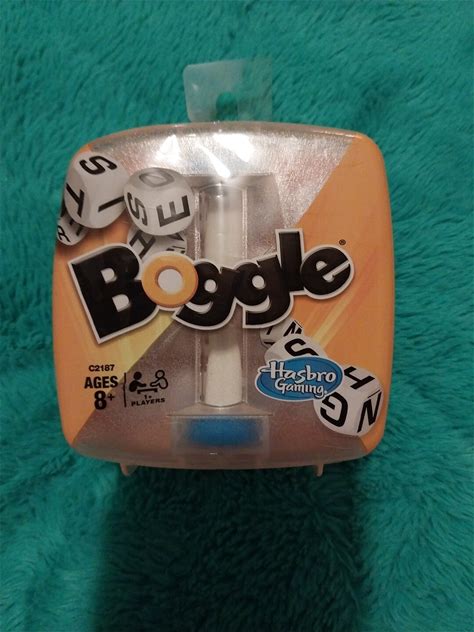 Boggle®
C2187
AGES
8+
1+
PLAYERS
Hasbro
Gaming